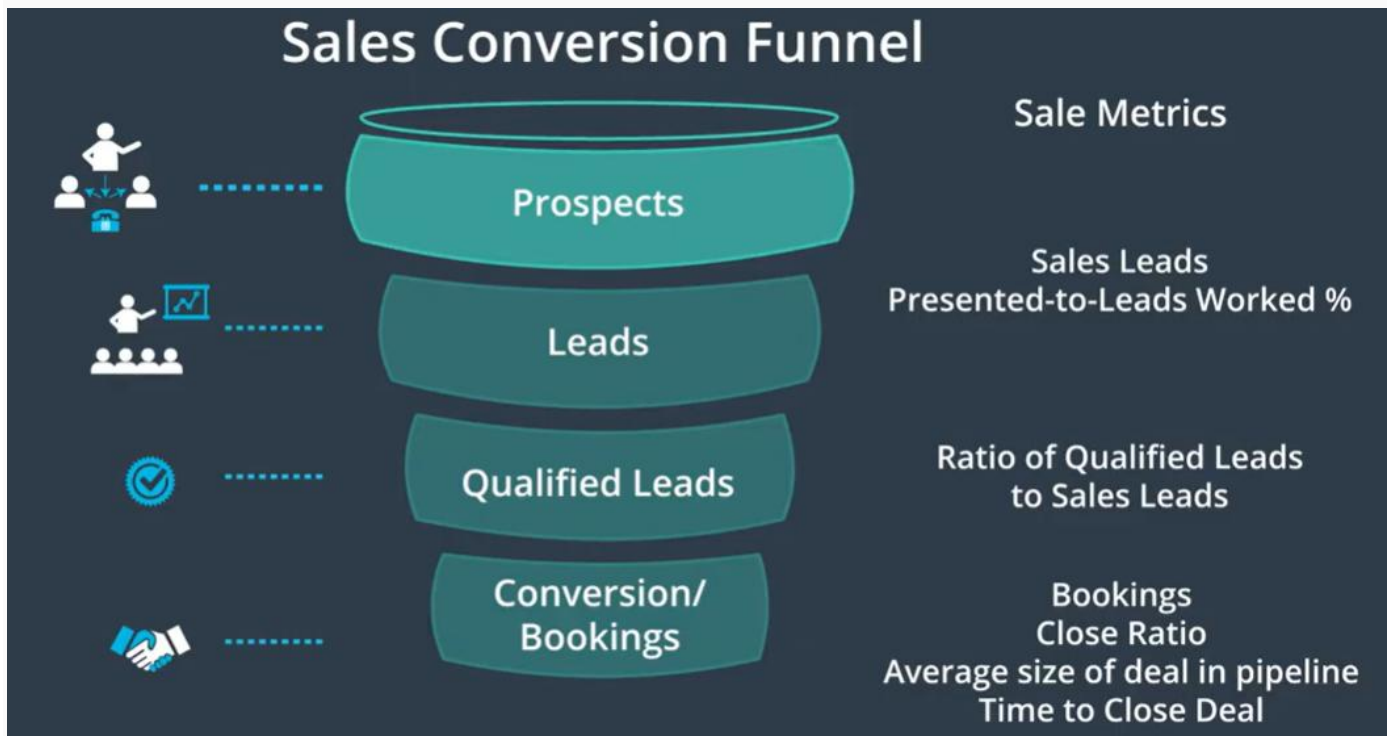 Sales Conversion Funnel
Sale Metrics
Prospects
Sales Leads
Presented-to-Leads Worked %
Leads
Qualified Leads
Ratio of Qualified Leads
to Sales Leads
Conversion/
Bookings
Bookings
Close Ratio
Average size of deal in pipeline
Time to Close Deal